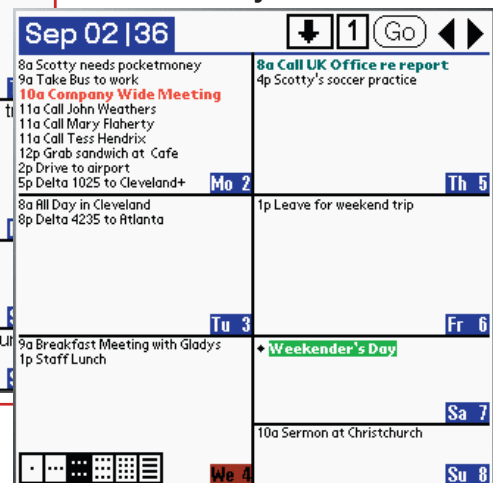 Sep 02|36
1
Go
8a Scotty needs pocketmoney
9a Take Bus to work
10a Company Wide Meeting
11a Call John Weathers
11a Call Mary Flaherty
11a Call Tess Hendrix
12p Grab sandwich at Cafe
2p Drive to airport
5p Delta 1025 to Cleveland+
Mo 2
8a All Day in Cleveland
8p Delta 4235 to Atlanta
Tu 3
9a Breakfast Meeting with Gladys
1p Staff Lunch
We 4
8a Call UK Office re report
4p Scotty's soccer practice
Th 5
1p Leave for weekend trip
Fr 6
Weekender's Day
Sa 7
10a Sermon at Christchurch
Su 8